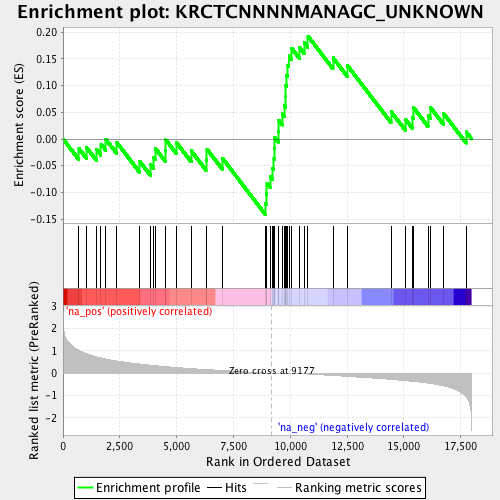 Enrichment plot: KRCTCNNNNMANAGC_UNKNOWN
Enrichment score (ES)
0.20
0.15
0.10
0.05
0.00
-0.05
-0.10
-0.15
'na_pos' (positively correlated)
Ranked list metric (PreRanked)
3
2
1
0
-1
-2
Zero cross at 9177
'na_neg' (negatively correlated)
0
2,500
5,000
7,500
10,000
12,500
15,000
17,500
Rank in Ordered Dataset
Enrichment profile
Hits
Ranking metric scores